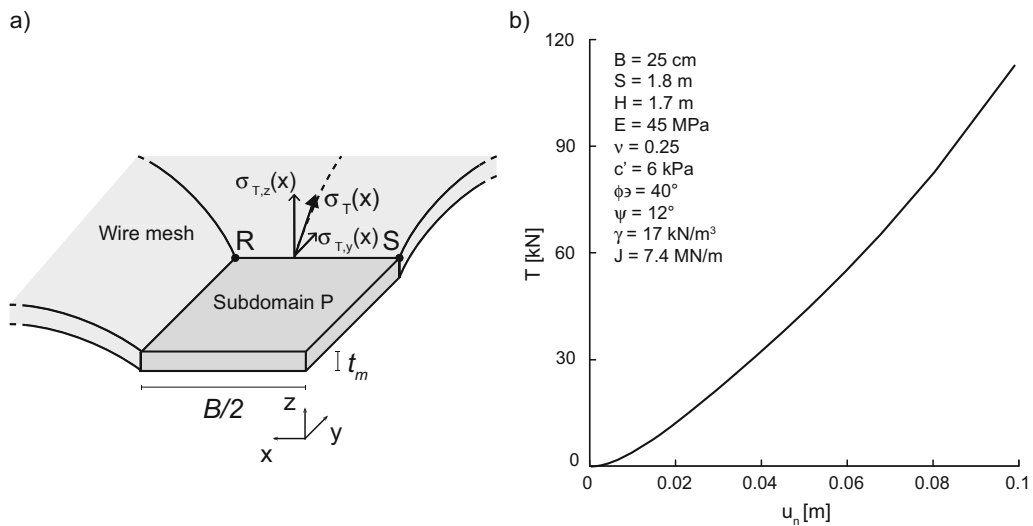 a)
σT,z(x)
σT(x)
σT,y(x)
Wire mesh
R
S
Subdomain P
tm
B/2
z
y
x
b)
120
90
60
30
0
T [kN]
B = 25 cm
S = 1.8 m
H = 1.7 m
E = 45 MPa
ν = 0.25
c' = 6 kPa
ϕ϶ = 40°
ψ = 12°
γ = 17 kN/m³
J = 7.4 MN/m
0 0.02 0.04 0.06 0.08 0.1
un [m]